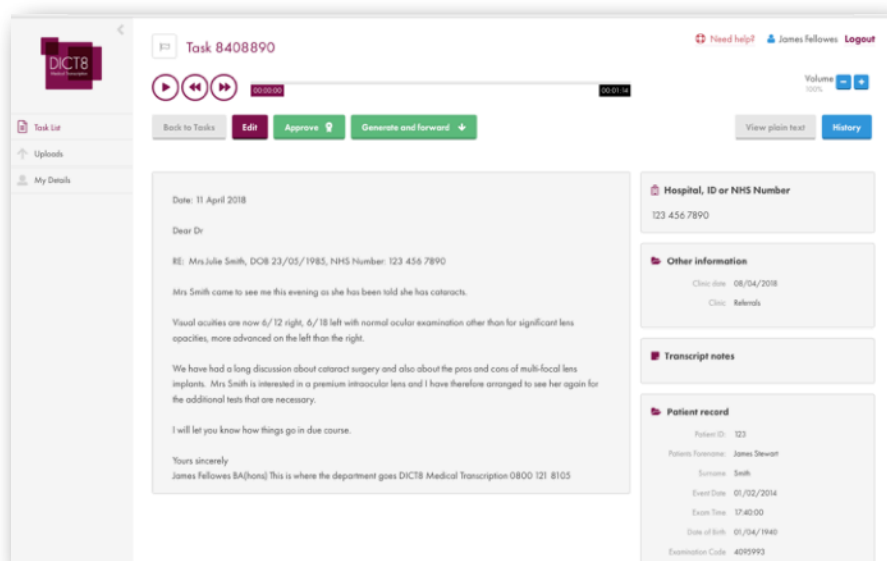 DICT8
Medical Transcription
Task List
Uploads
My Details
Task 8408890
Need help? James Fellowes Logout
00:00:00 00:01:14
Volume
100%
Back to Tasks Edit Approve Generate and forward View plain text History
Date: 11 April 2018
Dear Dr
RE: Mrs Julie Smith, DOB 23/05/1985, NHS Number: 123 456 7890
Mrs Smith came to see me this evening as she has been told she has cataracts.
Visual acuities are now 6/12 right, 6/18 left with normal ocular examination other than for significant lens
opacities, more advanced on the left than the right.
We have had a long discussion about cataract surgery and also about the pros and cons of multi-focal lens
implants. Mrs Smith is interested in a premium intraocular lens and I have therefore arranged to see her again for
the additional tests that are necessary.
I will let you know how things go in due course.
Yours sincerely
James Fellowes BA(hons) This is where the department goes DICT8 Medical Transcription 0800 121 8105
Hospital, ID or NHS Number
123 456 7890
Other information
Clinic date 08/04/2018
Clinic Referrals
Transcript notes
Patient record
Patient ID: 123
Patients Forename: James Stewart
Surname Smith
Event Date 01/02/2014
Exam Time 17:40:00
Date of Birth 01/04/1940
Examination Code 4095993